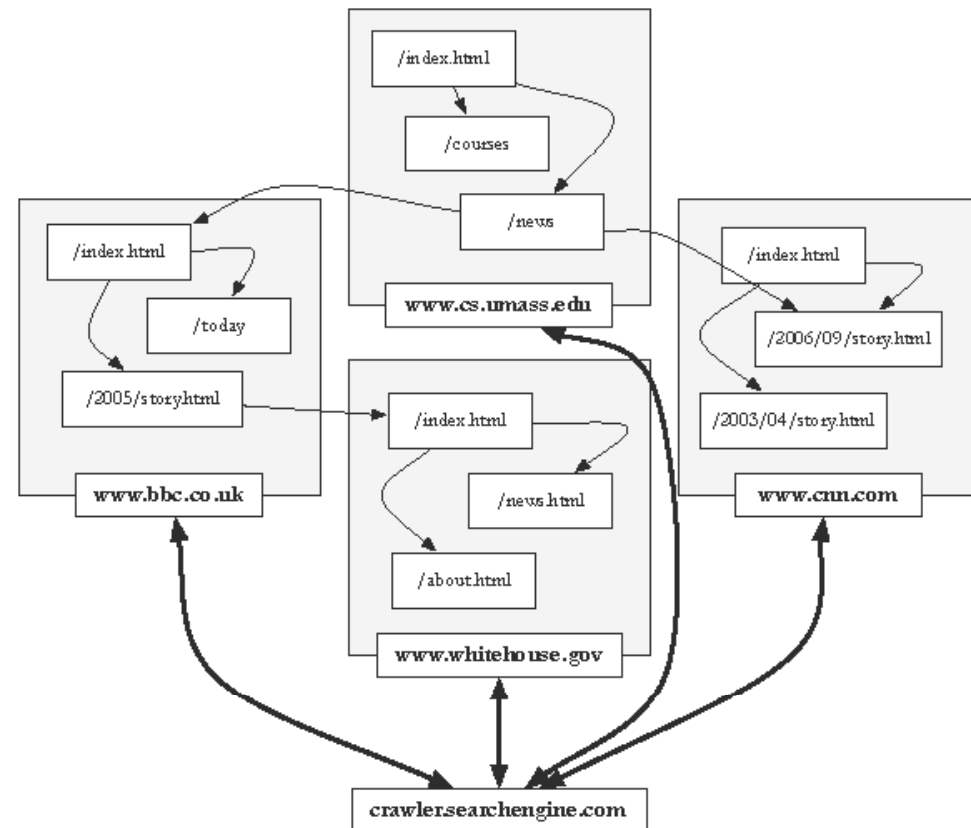 /index.html
/courses
/news
www.cs.umass.edu
/index.html
/today
/2005/story.html
www.bbc.co.uk
/index.html
/2006/09/story.html
/2003/04/story.html
www.cnn.com
/index.html
/news.html
/about.html
www.whitehouse.gov
crawler.searchengine.com